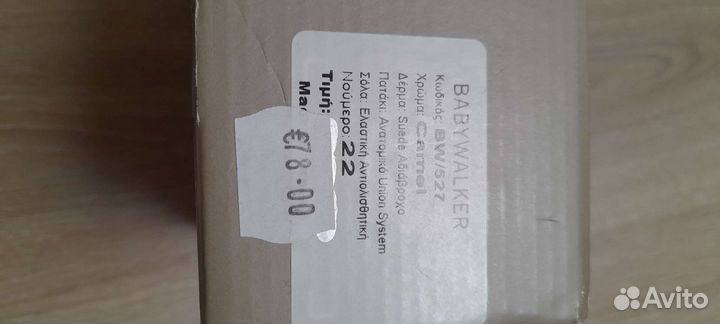 BABYWALKER
Κωδικός: BW/527
Χρώμα: Camel
Δέρμα: Suede Αδιάβροχο
Πατάκι: Ανατομικό Union System
Σόλα: Ελαστική Αντιολισθητική
Νούμερο: 22
Τιμή:
€78.00
Avito